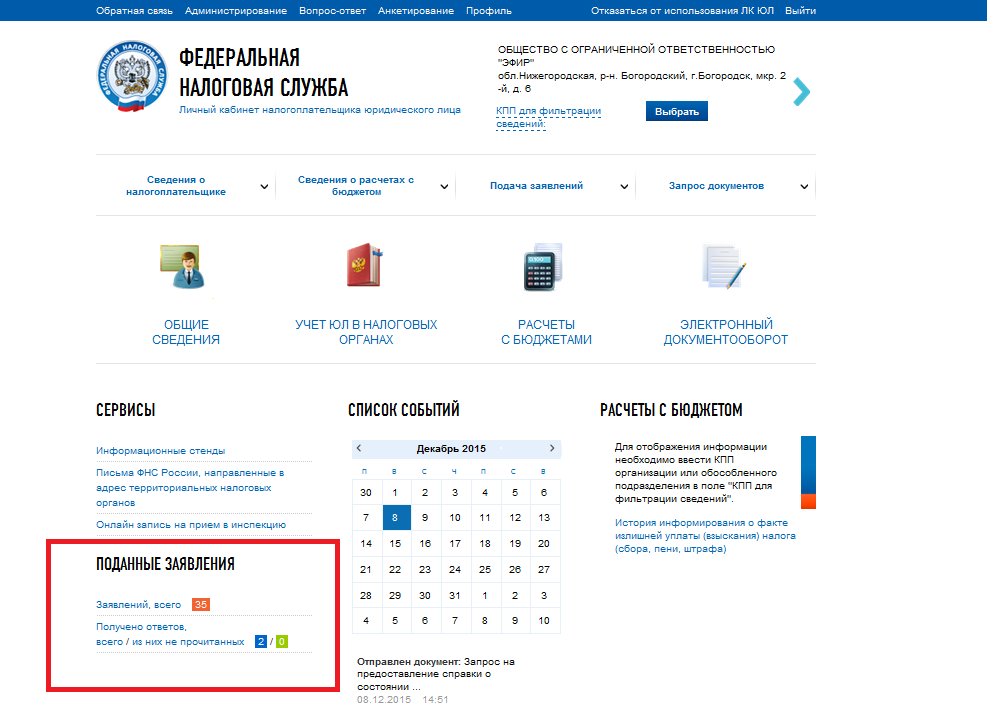 Обратная связь Администрирование Вопрос-ответ Анкетирование Профиль Отказаться от использования ЛК ЮЛ Выйти
ФЕДЕРАЛЬНАЯ
НАЛОГОВАЯ СЛУЖБА
Личный кабинет налогоплательщика юридического лица
ОБЩЕСТВО С ОГРАНИЧЕННОЙ ОТВЕТСТВЕННОСТЬЮ
"ЭФИР"
обл.Нижегородская, р-н. Богородский, г.Богородск, мкр. 2
-й, д. 6
КПП для фильтрации
сведений:
Выбрать
Сведения о
налогоплательщике
Сведения о расчетах с
бюджетом
Подача заявлений
Запрос документов
ОБЩИЕ
СВЕДЕНИЯ
УЧЕТ ЮЛ В НАЛОГОВЫХ
ОРГАНАХ
РАСЧЕТЫ
С БЮДЖЕТАМИ
ЭЛЕКТРОННЫЙ
ДОКУМЕНТООБОРОТ
СЕРВИСЫ
Информационные стенды
Письма ФНС России, направленные в
адрес территориальных налоговых
органов
Онлайн запись на прием в инспекцию
ПОДАННЫЕ ЗАЯВЛЕНИЯ
Заявлений, всего 35
Получено ответов,
всего / из них не прочитанных 2 / 0
СПИСОК СОБЫТИЙ
Декабрь 2015
П В С Ч П С В
30 1 2 3 4 5 6
7 8 9 10 11 12 13
14 15 16 17 18 19 20
21 22 23 24 25 26 27
28 29 30 31 1 2 3
4 5 6 7 8 9 10
Отправлен документ: Запрос на
предоставление справки о
состоянии ...
08.12.2015 14:51
РАСЧЕТЫ С БЮДЖЕТОМ
Для отображения информации
необходимо ввести КПП
организации или обособленного
подразделения в поле "КПП для
фильтрации сведений".
История информирования о факте
излишней уплаты (взыскания) налога
(сбора, пени, штрафа)